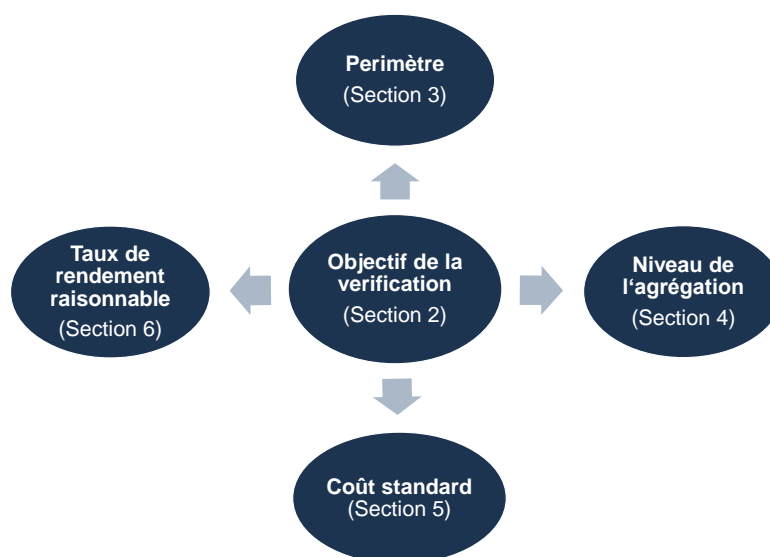 Perimètre
(Section 3)
Taux de
rendement
raisonnable
(Section 6)
Objectif de la
verification
(Section 2)
Niveau de
l‘agrégation
(Section 4)
Coût standard
(Section 5)